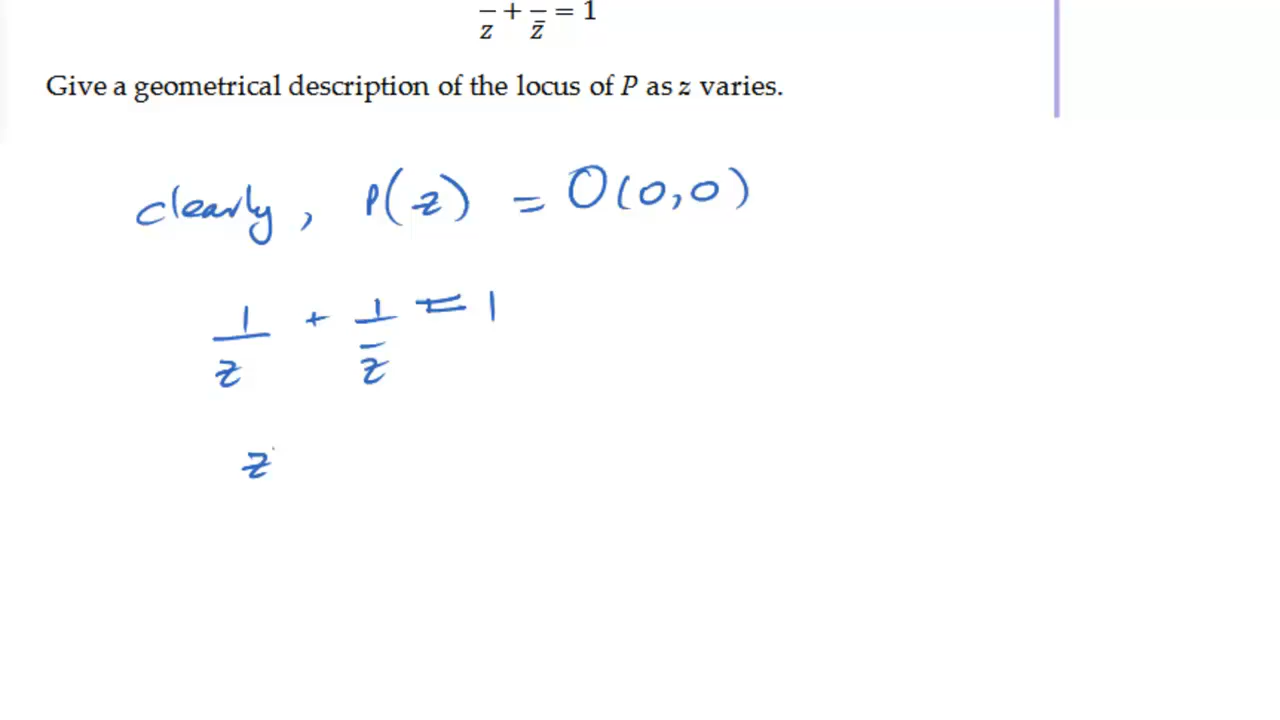 — + — = 1
z z̄
Give a geometrical description of the locus of P as z varies.
clearly, P(z) = O(0,0)
1/z + 1/z̄ = 1
z